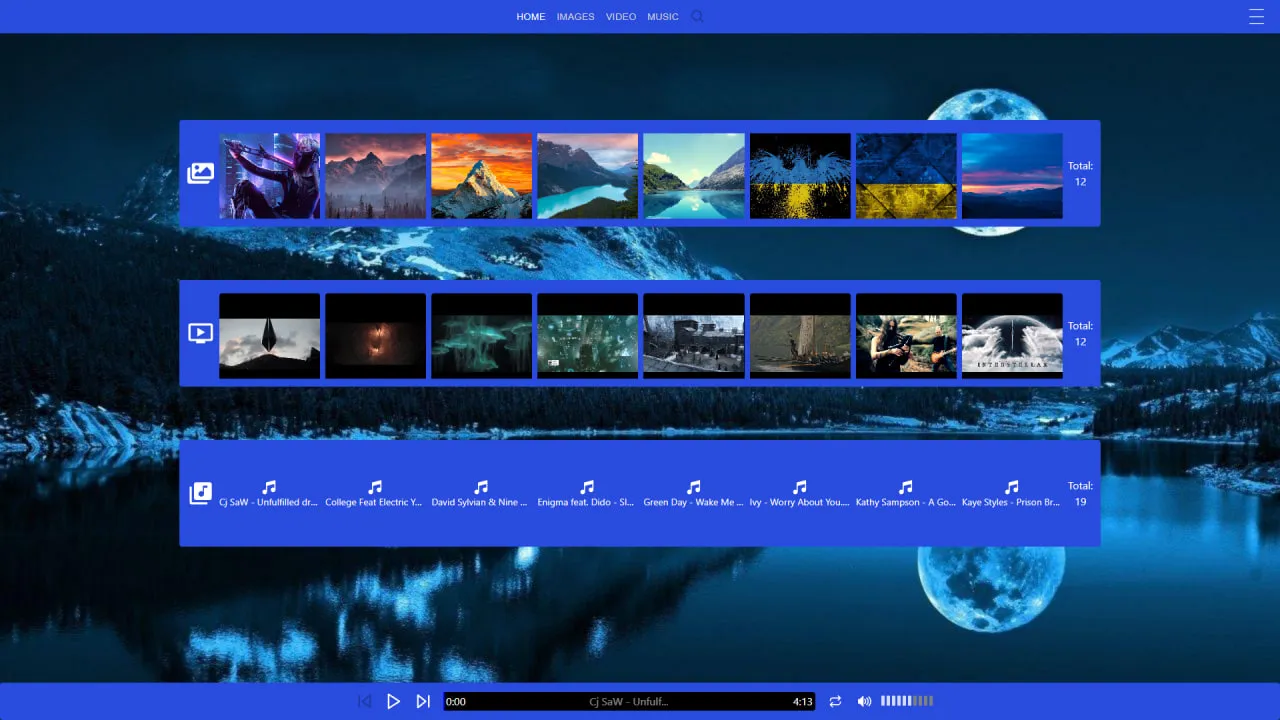 HOME IMAGES VIDEO MUSIC
Total:
12
INTERSTELLAR
Total:
12
Cj SaW - Unfulfilled dr... College Feat Electric Y... David Sylvian & Nine ... Enigma feat. Dido - Sl... Green Day - Wake Me ... Ivy - Worry About You.... Kathy Sampson - A Go... Kaye Styles - Prison Br...
Total:
19
0:00 Cj SaW - Unfulf... 4:13